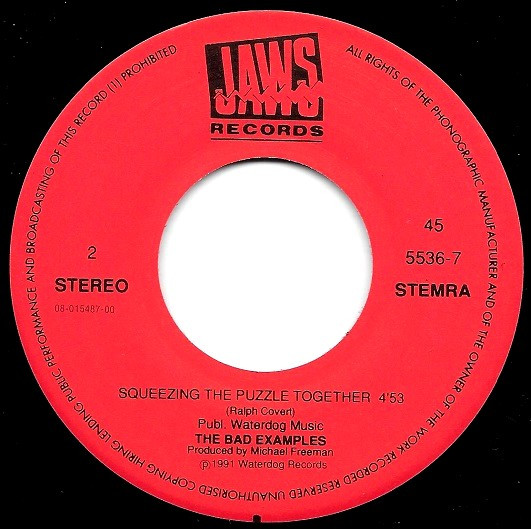 JAWS
RECORDS
ALL RIGHTS OF THE PHONOGRAPHIC MANUFACTURER AND OF THE OWNER OF THE WORK RECORDED RESERVED UNAUTHORISED COPYING HIRING LENDING PUBLIC PERFORMANCE AND BROADCASTING OF THIS RECORD (1) PROHIBITED
2
STEREO
08-015487-00
45
5536-7
STEMRA
SQUEEZING THE PUZZLE TOGETHER 4'53
(Ralph Covert)
Publ. Waterdog Music
THE BAD EXAMPLES
Produced by Michael Freeman
℗1991 Waterdog Records